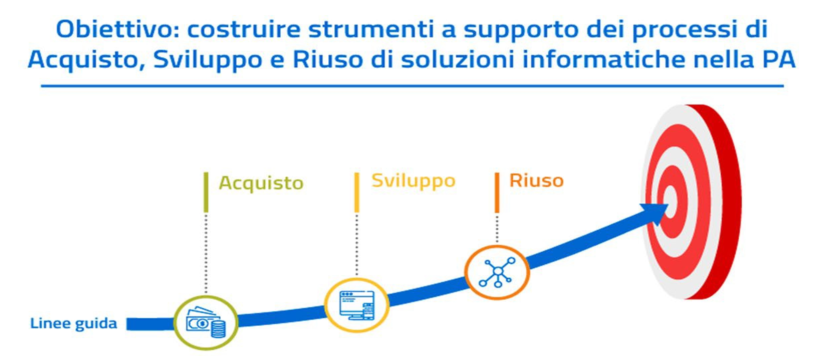 Obiettivo: costruire strumenti a supporto dei processi di
Acquisto, Sviluppo e Riuso di soluzioni informatiche nella PA
Acquisto
Sviluppo
Riuso
Linee guida